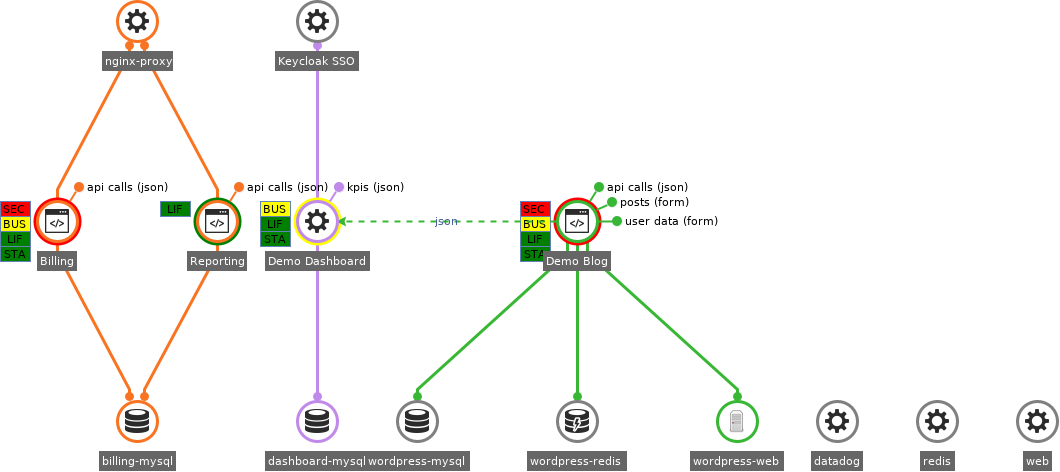 nginx-proxy
Keycloak SSO
api calls (json)
api calls (json)
kpis (json)
api calls (json)
posts (form)
user data (form)
SEC
BUS
LIF
STA
LIF
BUS
LIF
STA
json
SEC
BUS
LIF
STA
Billing
Reporting
Demo Dashboard
Demo Blog
billing-mysql
dashboard-mysql
wordpress-mysql
wordpress-redis
wordpress-web
datadog
redis
web